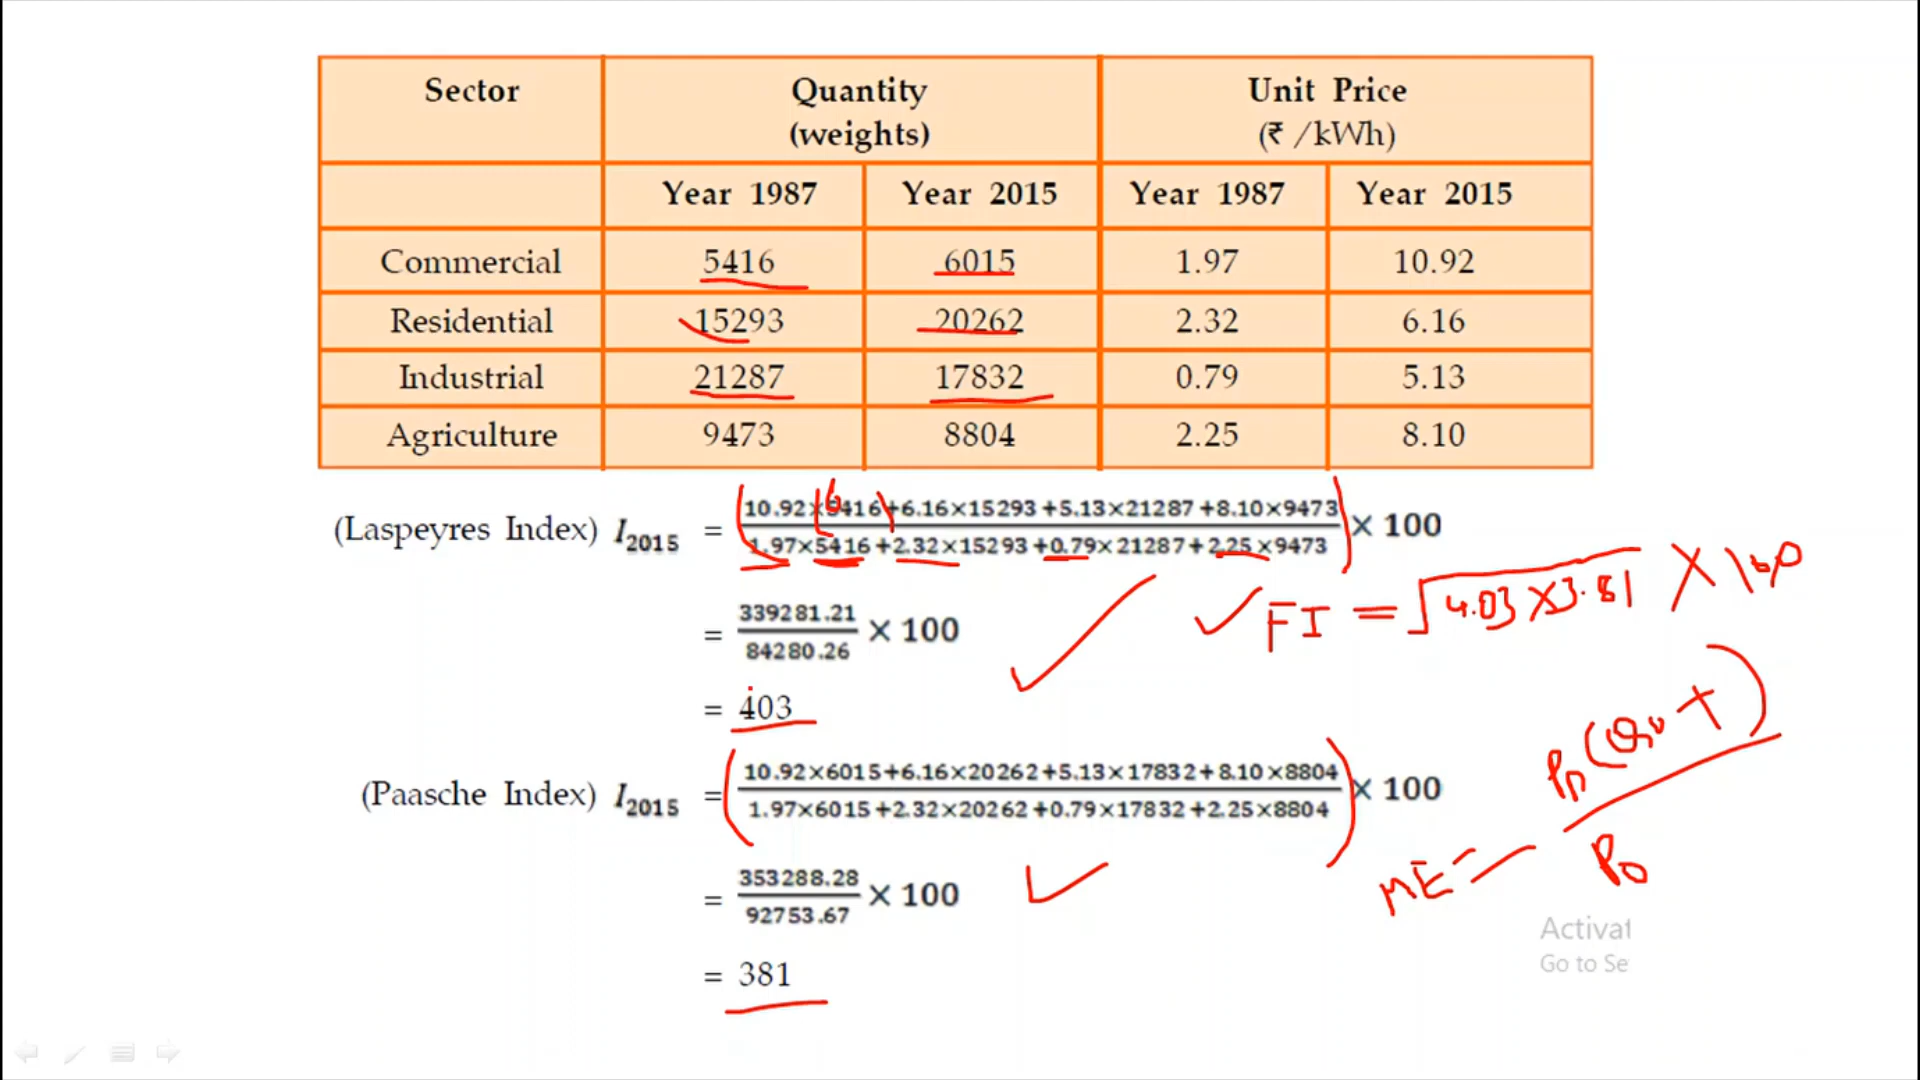 Sector Quantity (weights) Unit Price (₹ /kWh)
Year 1987 Year 2015 Year 1987 Year 2015
Commercial 5416 6015 1.97 10.92
Residential 15293 20262 2.32 6.16
Industrial 21287 17832 0.79 5.13
Agriculture 9473 8804 2.25 8.10
10.92×5416+6.16×15293+5.13×21287+8.10×9473
(Laspeyres Index) I2015 = × 100
1.97×5416+2.32×15293+0.79×21287+2.25×9473
339281.21
= × 100
84280.26
FI = √4.03×3.81 × 100
= 403
10.92×6015+6.16×20262+5.13×17832+8.10×8804
(Paasche Index) I2015 = × 100
1.97×6015+2.32×20262+0.79×17832+2.25×8804
353288.28
= × 100
92753.67
= 381
ME =
P0
Activat
Go to Se